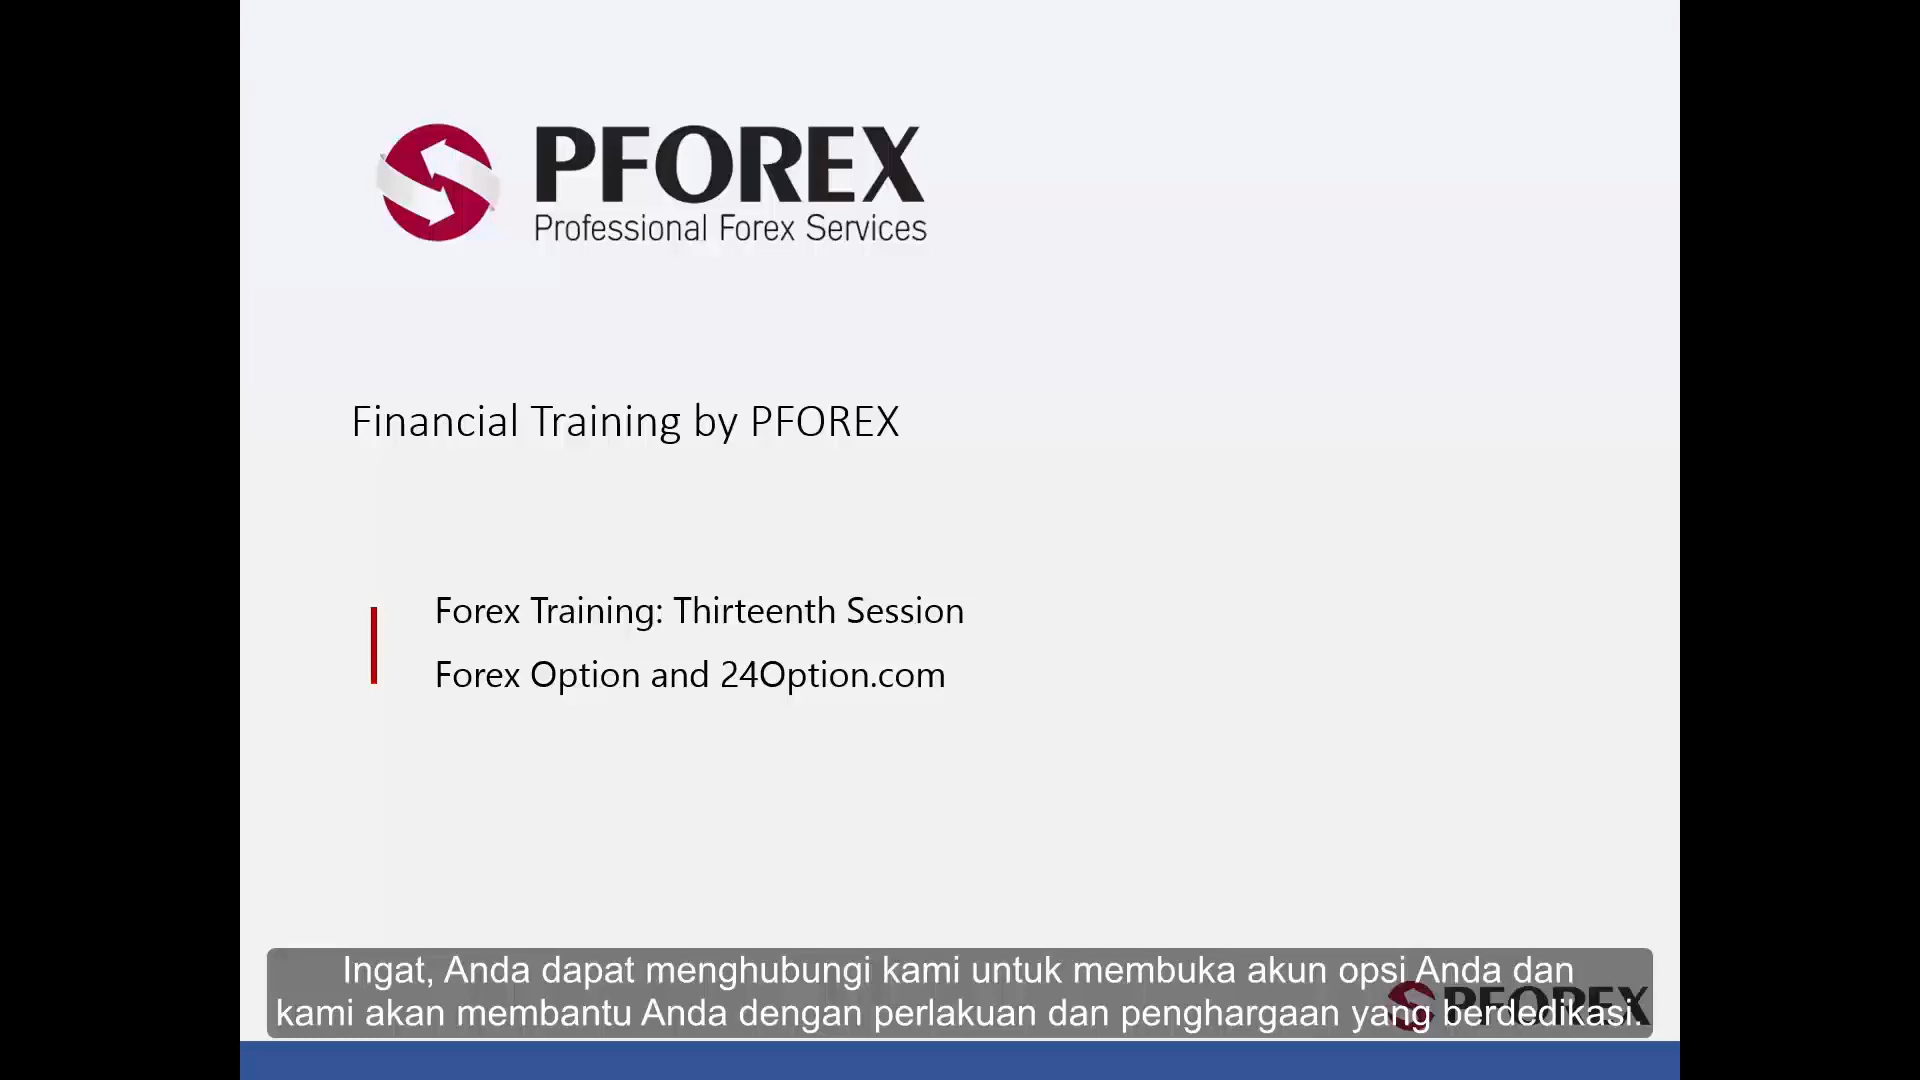 PFOREX
Professional Forex Services
Financial Training by PFOREX
Forex Training: Thirteenth Session
Forex Option and 24Option.com
Ingat, Anda dapat menghubungi kami untuk membuka akun opsi Anda dan
kami akan membantu Anda dengan perlakuan dan penghargaan yang berdedikasi.
PFOREX